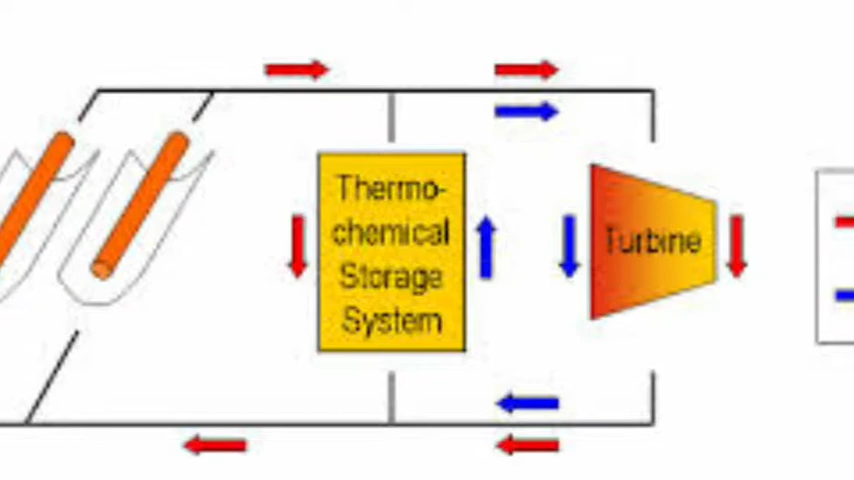 Thermo-
chemical
Storage
System
Turbine